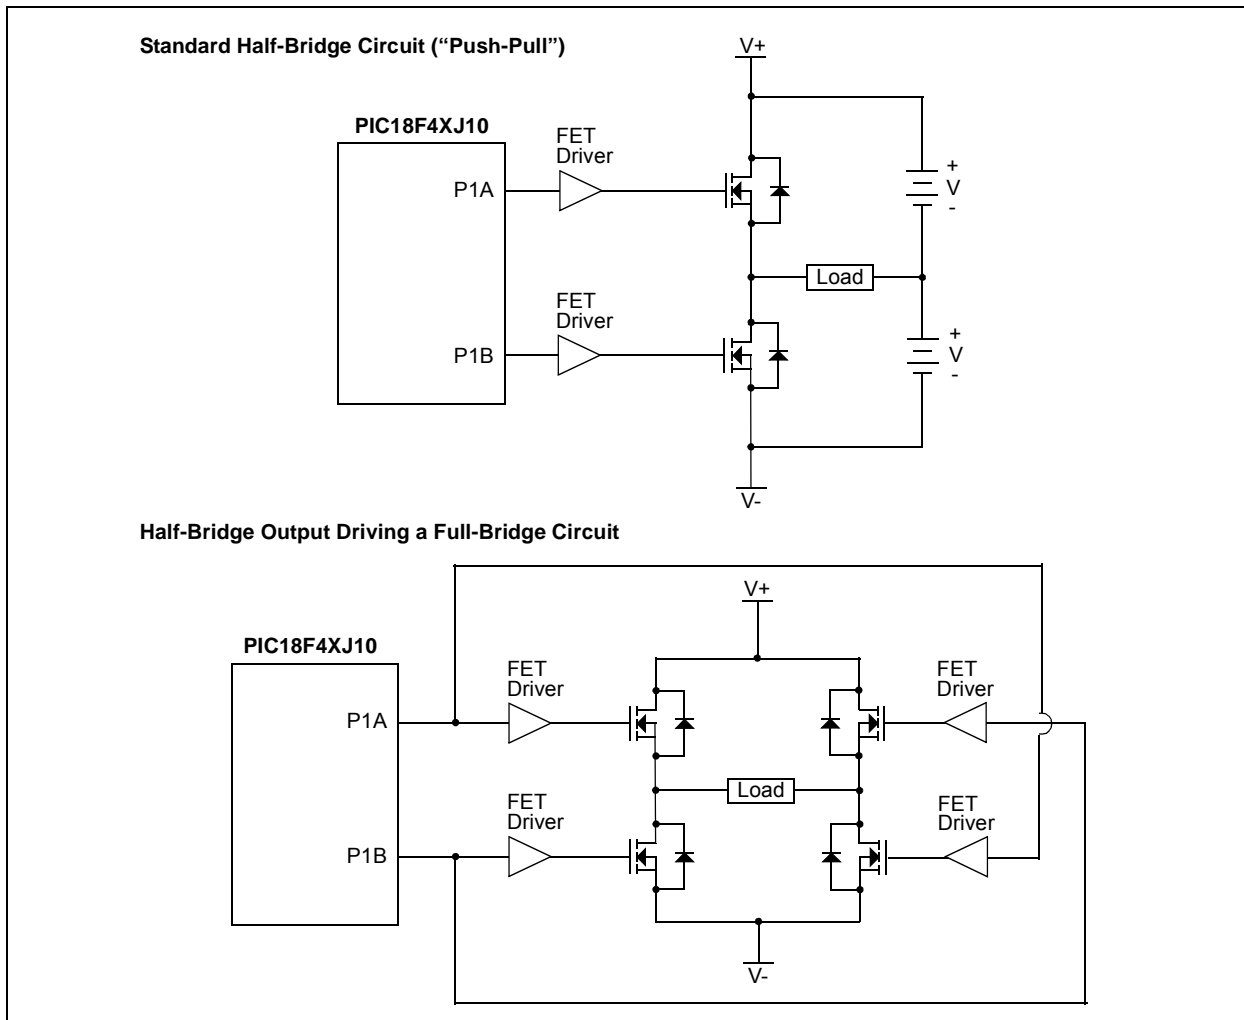 Standard Half-Bridge Circuit (“Push-Pull”)
V+
PIC18F4XJ10
FET
Driver
P1A
+
V
-
Load
FET
Driver
P1B
+
V
-
V-
Half-Bridge Output Driving a Full-Bridge Circuit
V+
PIC18F4XJ10
FET
Driver
FET
Driver
P1A
Load
FET
Driver
FET
Driver
P1B
V-